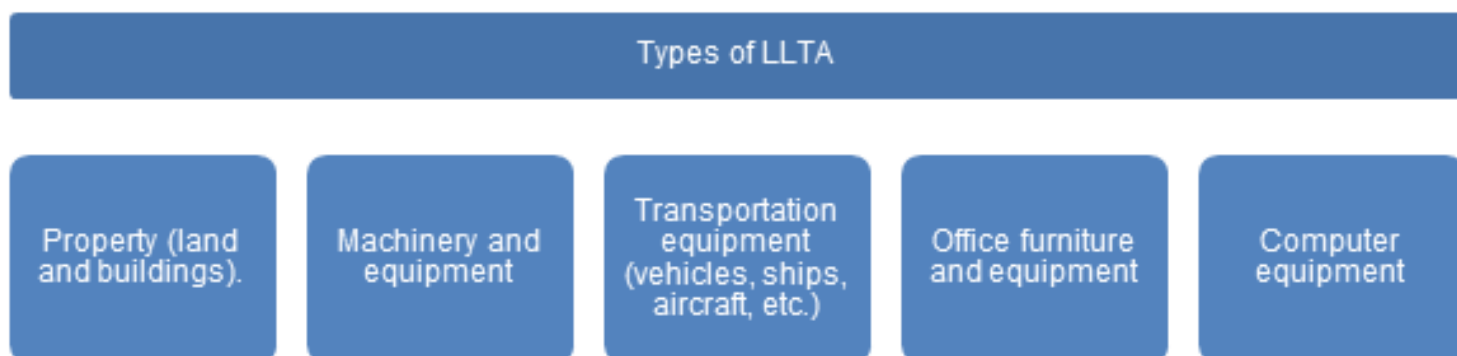 Types of LLTA
Property (land
and buildings).
Machinery and
equipment
Transportation
equipment
(vehicles, ships,
aircraft, etc.)
Office furniture
and equipment
Computer
equipment